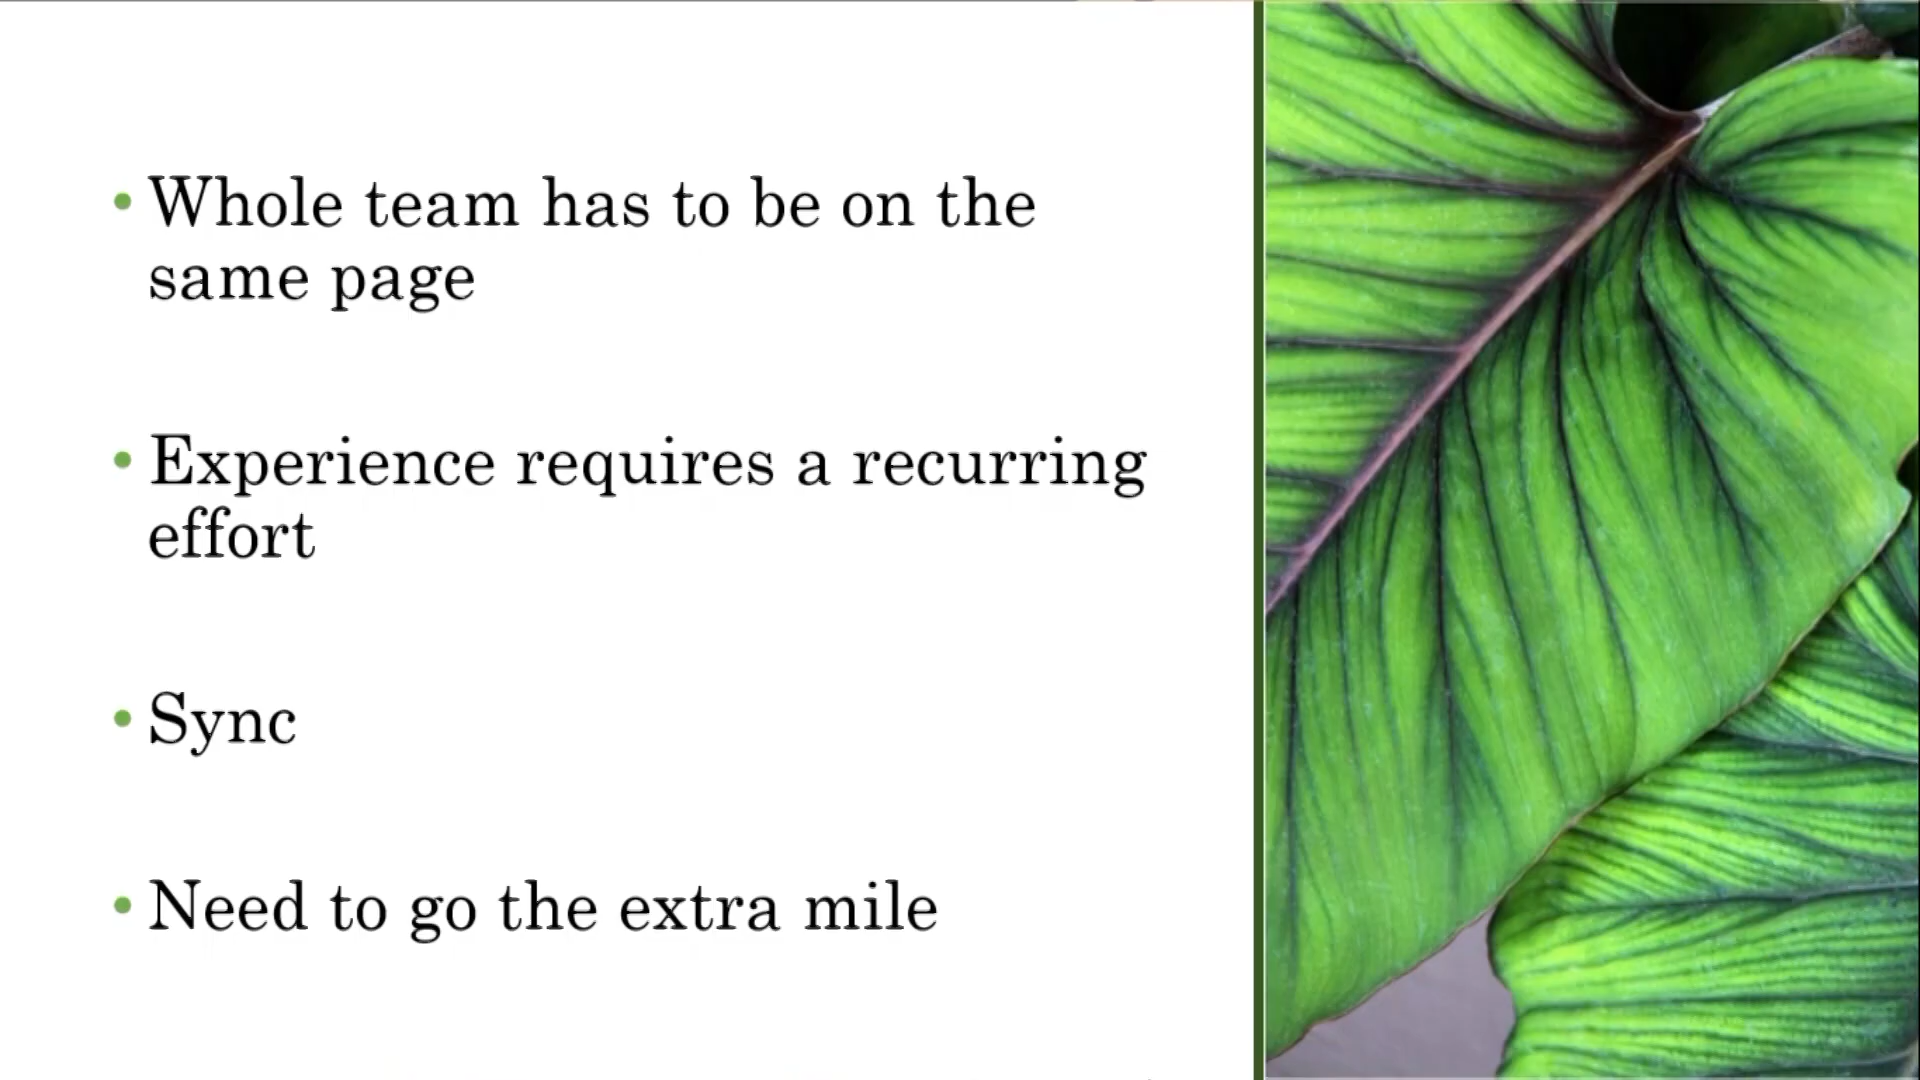 • Whole team has to be on the
same page
• Experience requires a recurring
effort
• Sync
• Need to go the extra mile